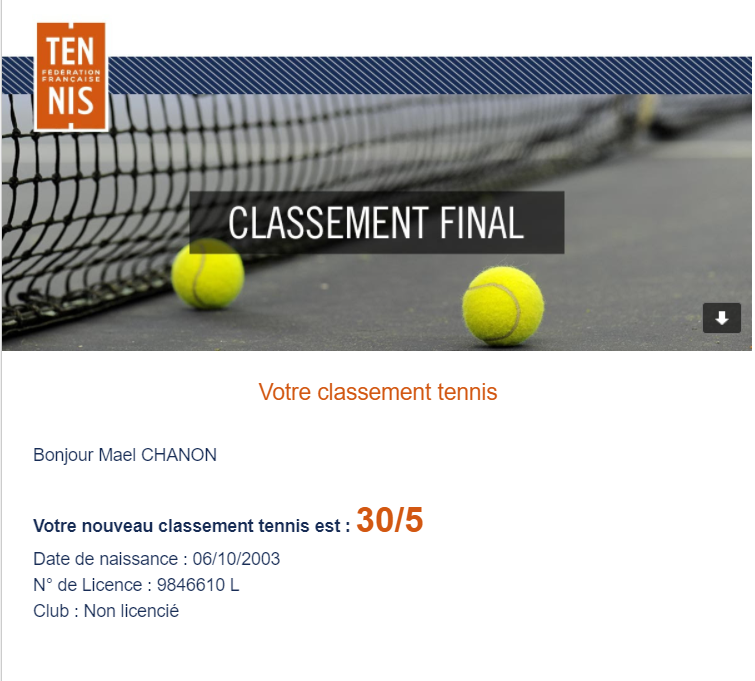 TEN
FEDERATION
FRANÇAISE
NIS
CLASSEMENT FINAL
Votre classement tennis
Bonjour Mael CHANON
Votre nouveau classement tennis est : 30/5
Date de naissance : 06/10/2003
N° de Licence : 9846610 L
Club : Non licencié